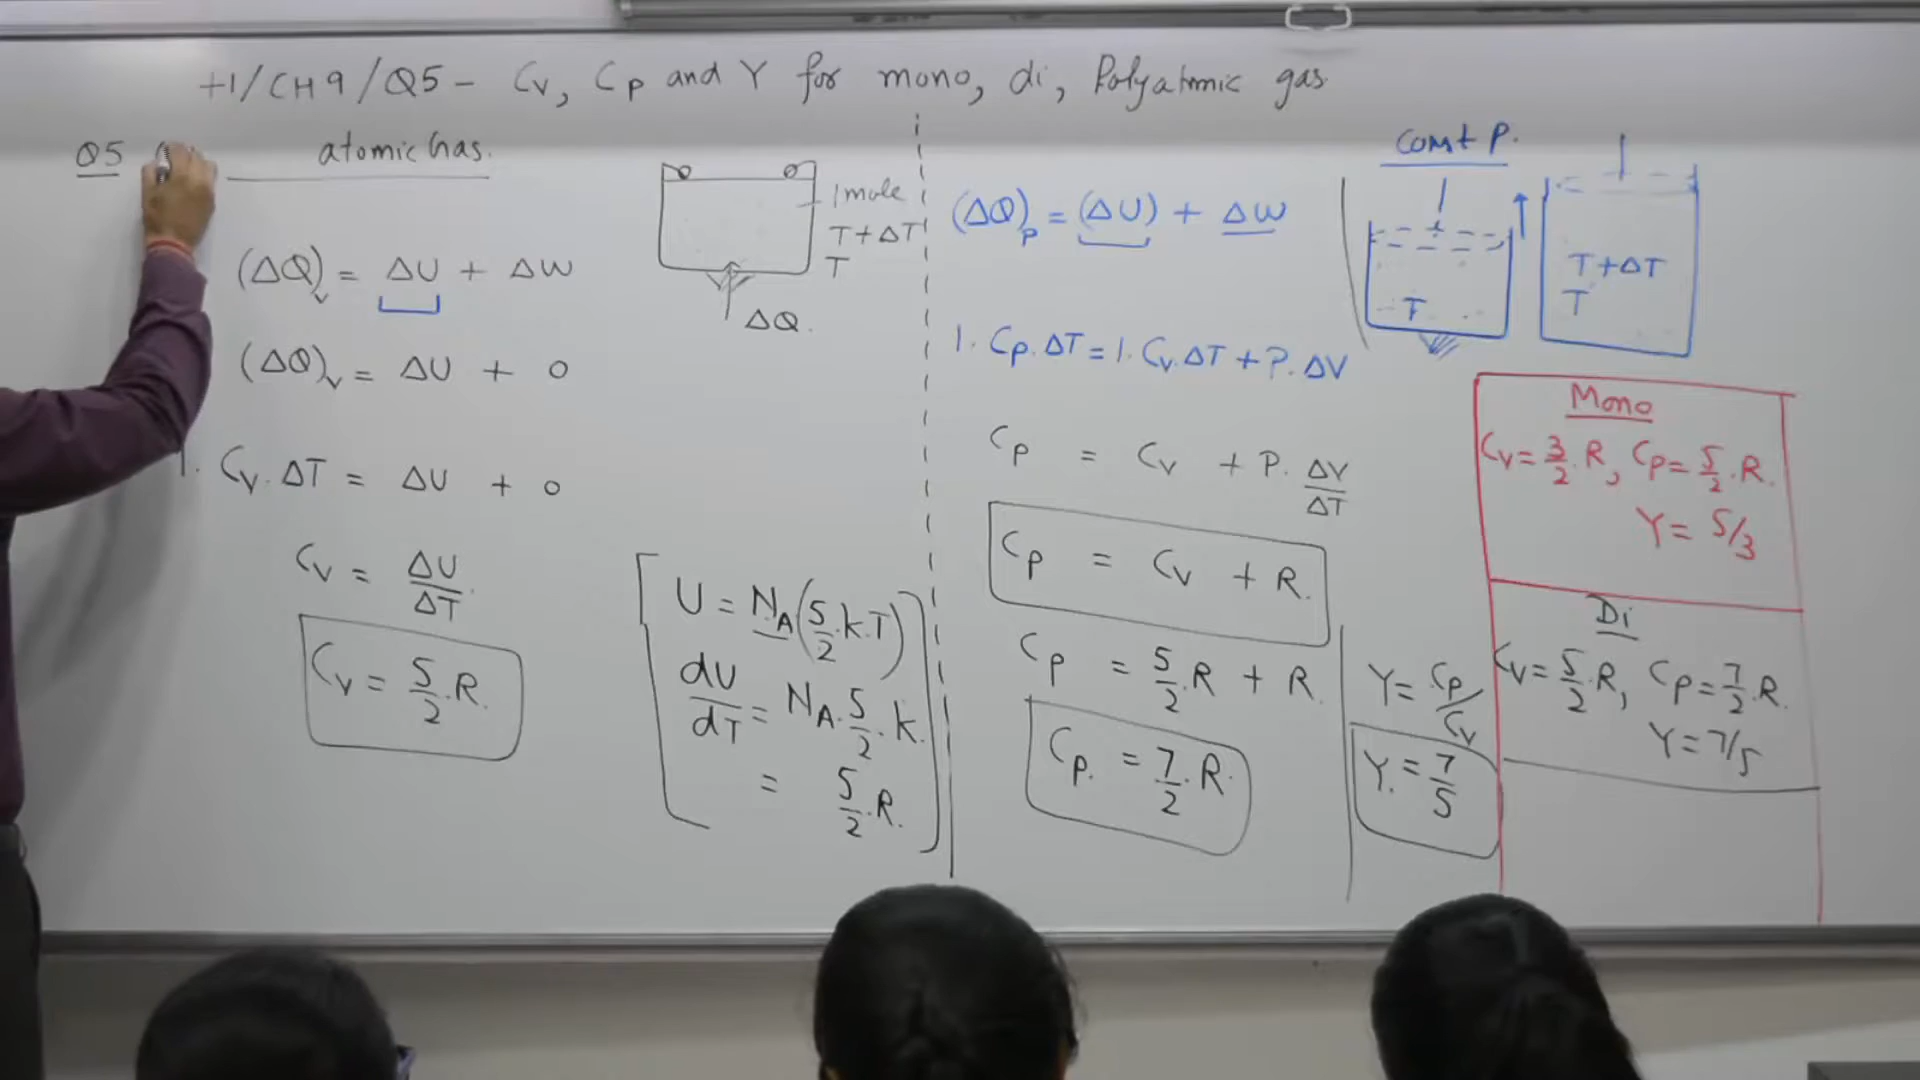 +1/CH9/Q5 - Cv, Cp and γ for mono, di, Polyatomic gas
Q5
atomic Gas.
(ΔQ)v = ΔU + ΔW
(ΔQ)v = ΔU + 0
1. Cv.ΔT = ΔU + 0
Cv = ΔU/ΔT.
Cv = 5/2.R.
1 mole
T+ΔT
T
ΔQ.
U = N_A(5/2.k.T)
dU/dT = N_A.5/2.k.
= 5/2.R.
(ΔQ)p = (ΔU) + ΔW
1. Cp.ΔT = 1. Cv.ΔT + P.ΔV
Cp = Cv + P. ΔV/ΔT
Cp = Cv + R.
Cp = 5/2.R + R.
Cp. = 7/2.R.
γ = Cp/Cv
γ. = 7/5
Const P.
T
T+ΔT
T
Mono
Cv = 3/2.R, Cp = 5/2.R.
γ = 5/3
Di
Cv = 5/2.R, Cp = 7/2.R.
γ = 7/5